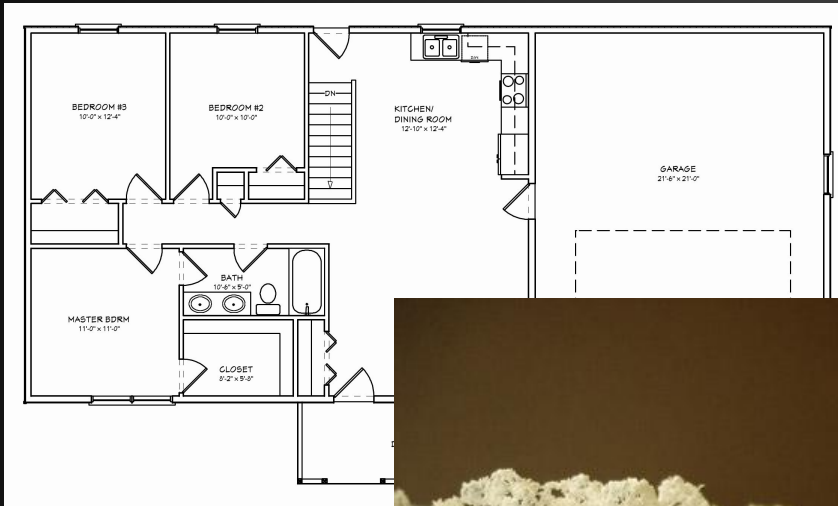 BEDROOM #3
10'-0" x 12'-4"
BEDROOM #2
10'-0" x 10'-0"
DN
KITCHEN/
DINING ROOM
12'-10" x 12'-4"
GARAGE
21'-6" x 21'-0"
BATH
10'-6" x 5'-0"
MASTER BDRM
11'-0" x 11'-0"
CLOSET
8'-2" x 5'-8"